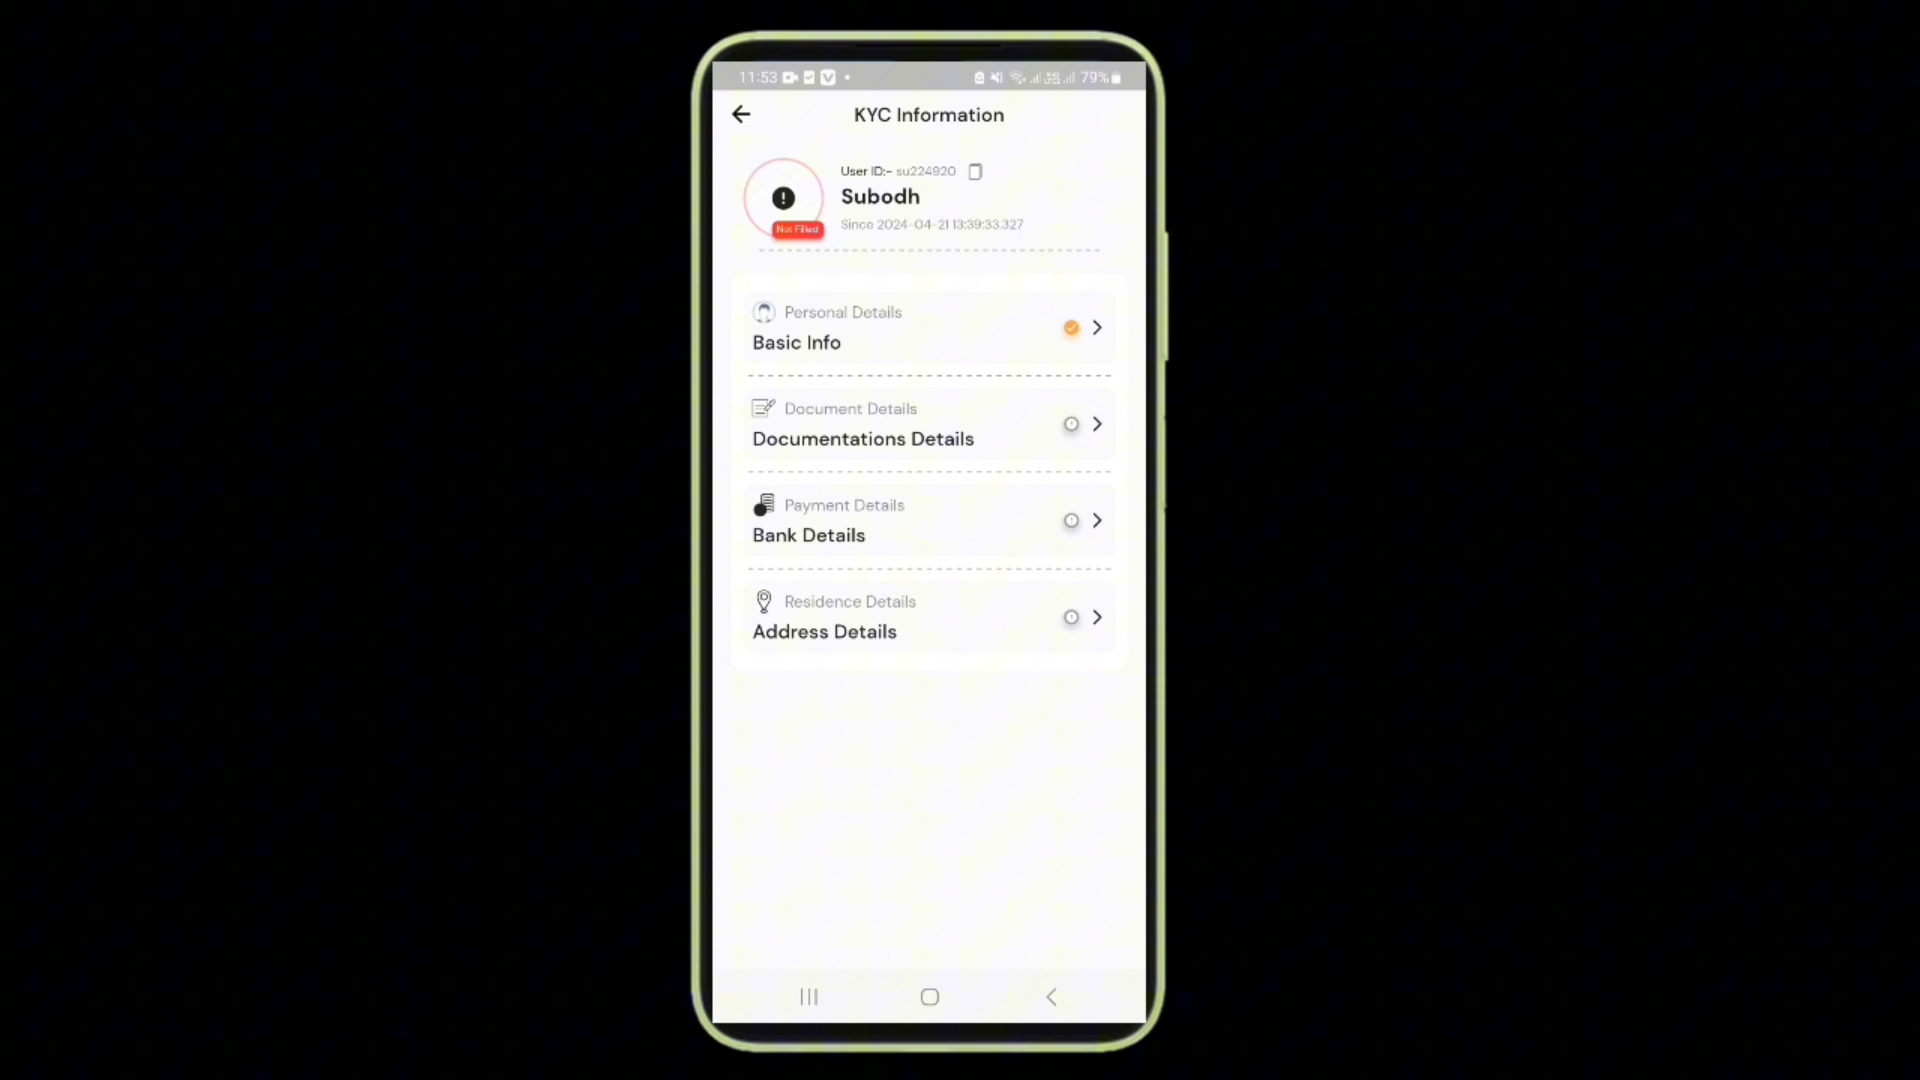 11:53
79%
KYC Information
User ID:- su224920
Subodh
Not Filled
Since 2024-04-21 13:39:33.327
Personal Details
Basic Info
Document Details
Documentations Details
Payment Details
Bank Details
Residence Details
Address Details